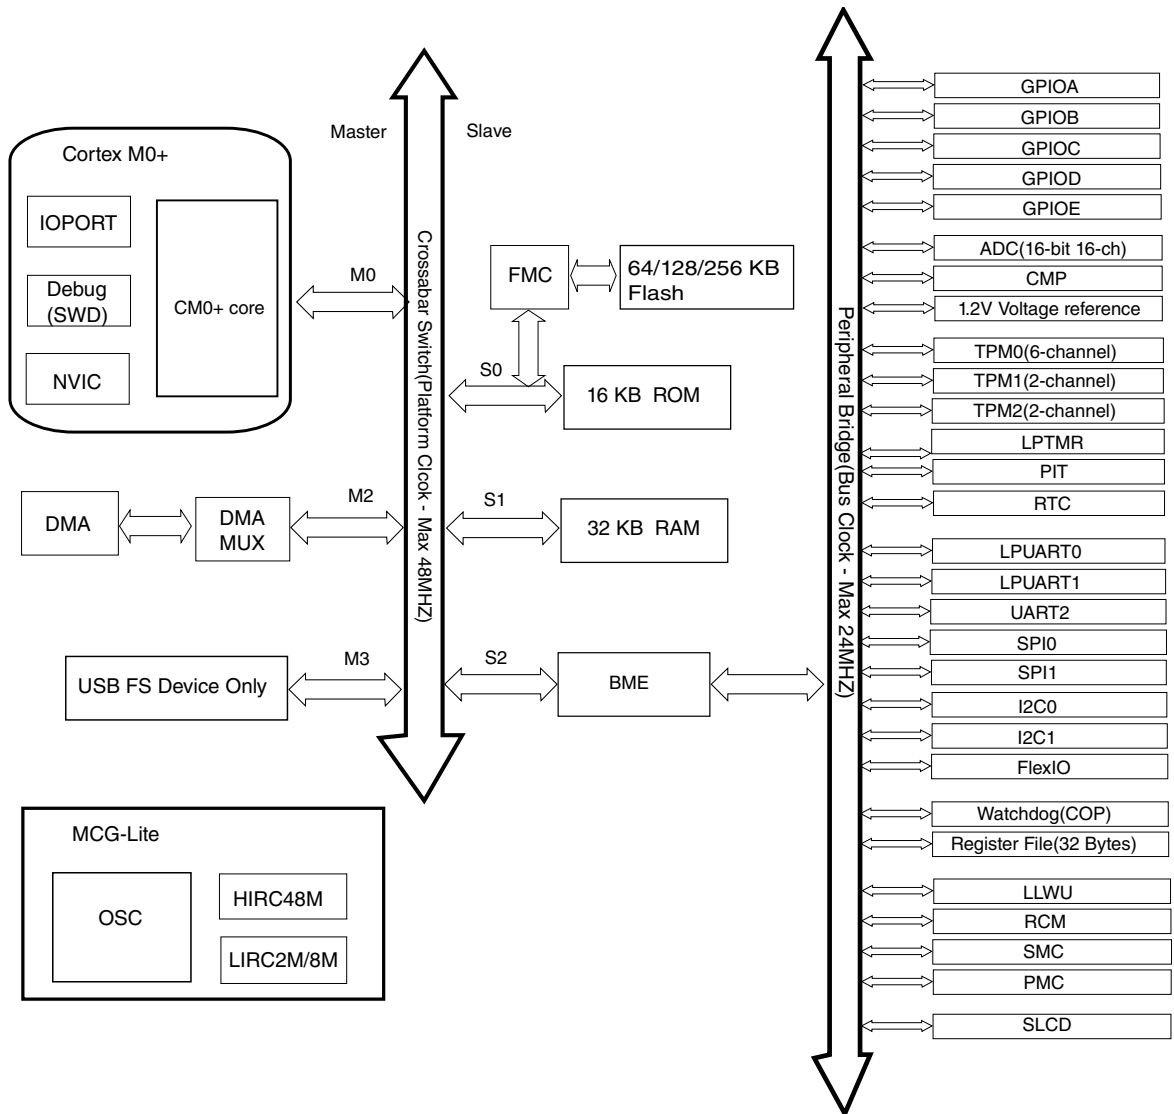 Master
Slave
Cortex M0+
IOPORT
Debug
(SWD)
NVIC
CM0+ core
M0
Crossabar Switch(Platform Clcok - Max 48MHZ)
FMC
64/128/256 KB
Flash
S0
16 KB ROM
DMA
DMA
MUX
M2
S1
32 KB RAM
USB FS Device Only
M3
S2
BME
MCG-Lite
OSC
HIRC48M
LIRC2M/8M
Peripheral Bridge(Bus Clock - Max 24MHZ)
GPIOA
GPIOB
GPIOC
GPIOD
GPIOE
ADC(16-bit 16-ch)
CMP
1.2V Voltage reference
TPM0(6-channel)
TPM1(2-channel)
TPM2(2-channel)
LPTMR
PIT
RTC
LPUART0
LPUART1
UART2
SPI0
SPI1
I2C0
I2C1
FlexIO
Watchdog(COP)
Register File(32 Bytes)
LLWU
RCM
SMC
PMC
SLCD